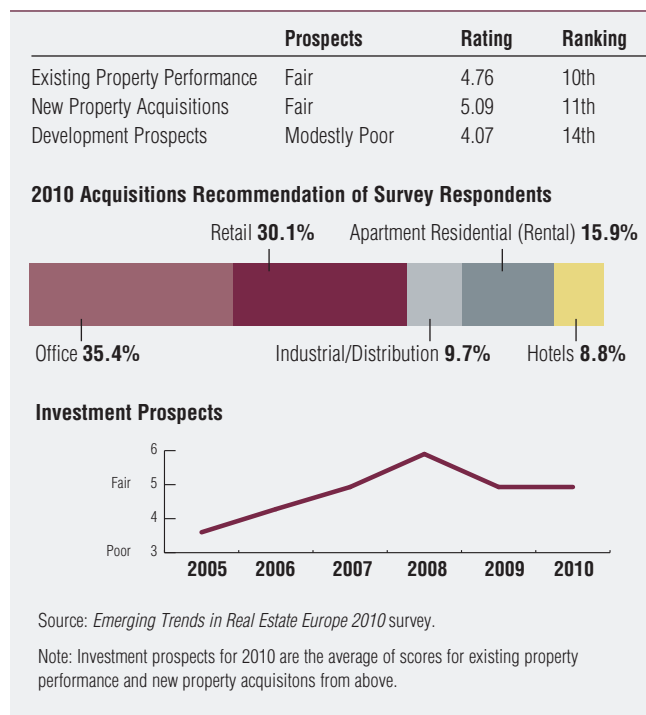 Prospects Rating Ranking
Existing Property Performance Fair 4.76 10th
New Property Acquisitions Fair 5.09 11th
Development Prospects Modestly Poor 4.07 14th
2010 Acquisitions Recommendation of Survey Respondents
Retail 30.1% Apartment Residential (Rental) 15.9%
Office 35.4% Industrial/Distribution 9.7% Hotels 8.8%
Investment Prospects
6
Fair 5
4
Poor 3
2005 2006 2007 2008 2009 2010
Source: Emerging Trends in Real Estate Europe 2010 survey.
Note: Investment prospects for 2010 are the average of scores for existing property
performance and new property acquisitons from above.